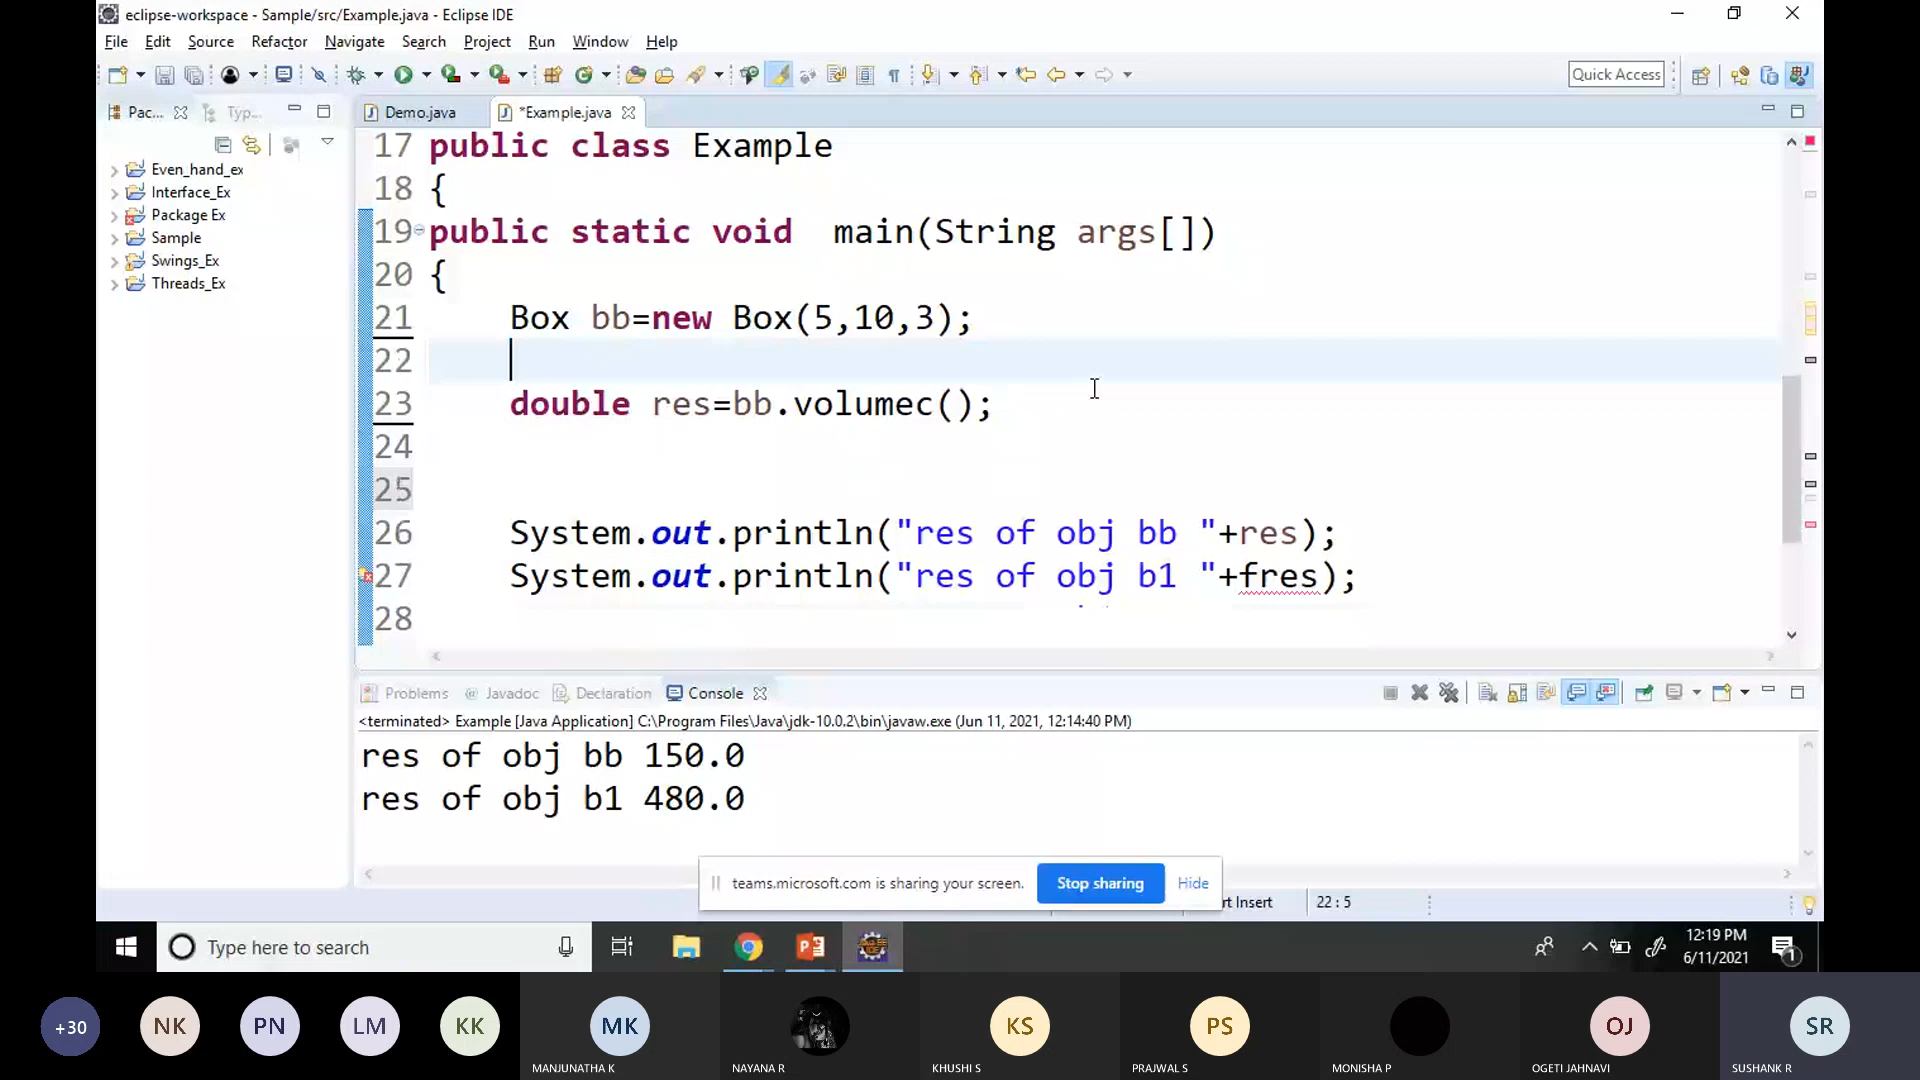 eclipse-workspace - Sample/src/Example.java - Eclipse IDE
File Edit Source Refactor Navigate Search Project Run Window Help
Quick Access
Pac... Typ...
Demo.java *Example.java
Even_hand_ex
Interface_Ex
Package Ex
Sample
Swings_Ex
Threads_Ex
17 public class Example
18 {
19 public static void  main(String args[])
20 {
21     Box bb=new Box(5,10,3);
22
23     double res=bb.volumec();
24
25
26     System.out.println("res of obj bb "+res);
27     System.out.println("res of obj b1 "+fres);
28
Problems @ Javadoc Declaration Console
<terminated> Example [Java Application] C:\Program Files\Java\jdk-10.0.2\bin\javaw.exe (Jun 11, 2021, 12:14:40 PM)
res of obj bb 150.0
res of obj b1 480.0
teams.microsoft.com is sharing your screen. Stop sharing Hide
rt Insert 22 : 5
Type here to search
12:19 PM
6/11/2021
1
+30 NK PN LM KK MK KS PS OJ SR
MANJUNATHA K NAYANA R KHUSHI S PRAJWAL S MONISHA P OGETI JAHNAVI SUSHANK R